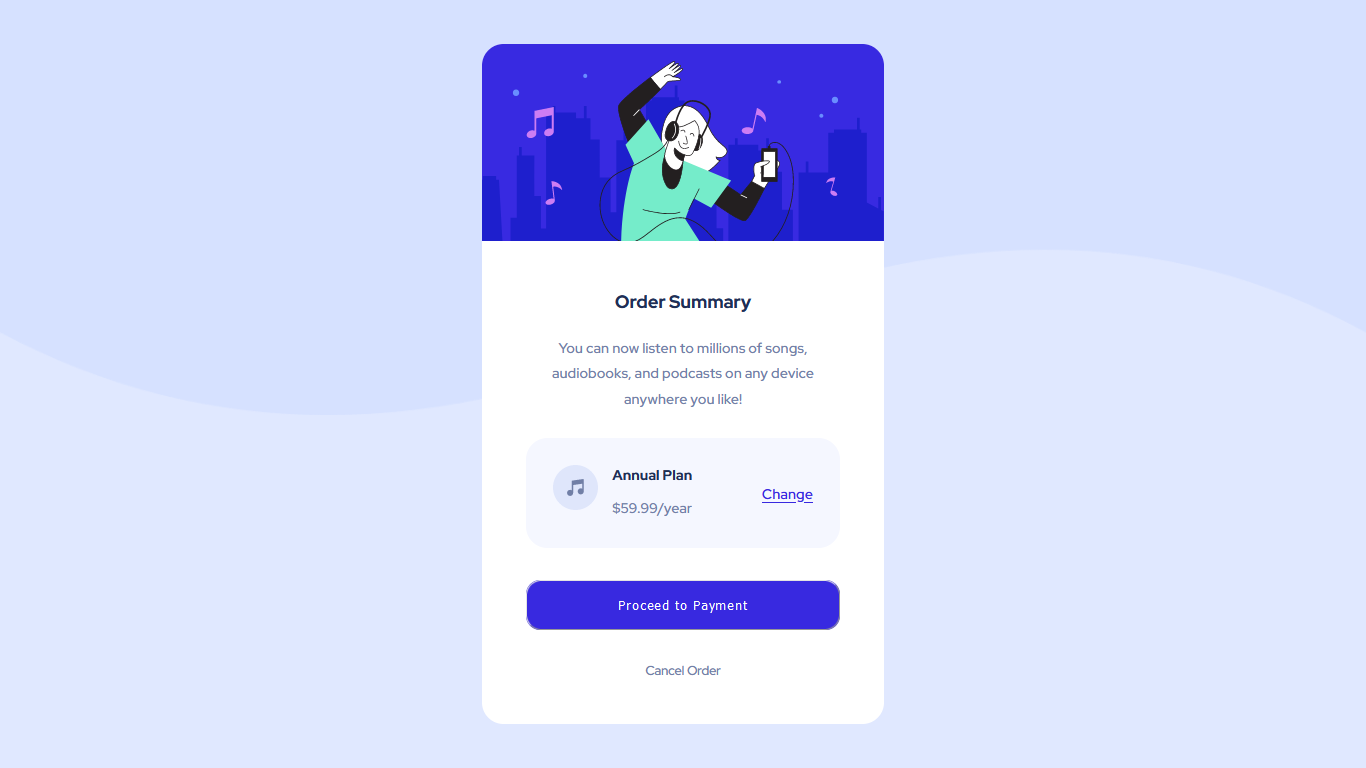 Order Summary
You can now listen to millions of songs,
audiobooks, and podcasts on any device
anywhere you like!
Annual Plan
$59.99/year
Change
Proceed to Payment
Cancel Order